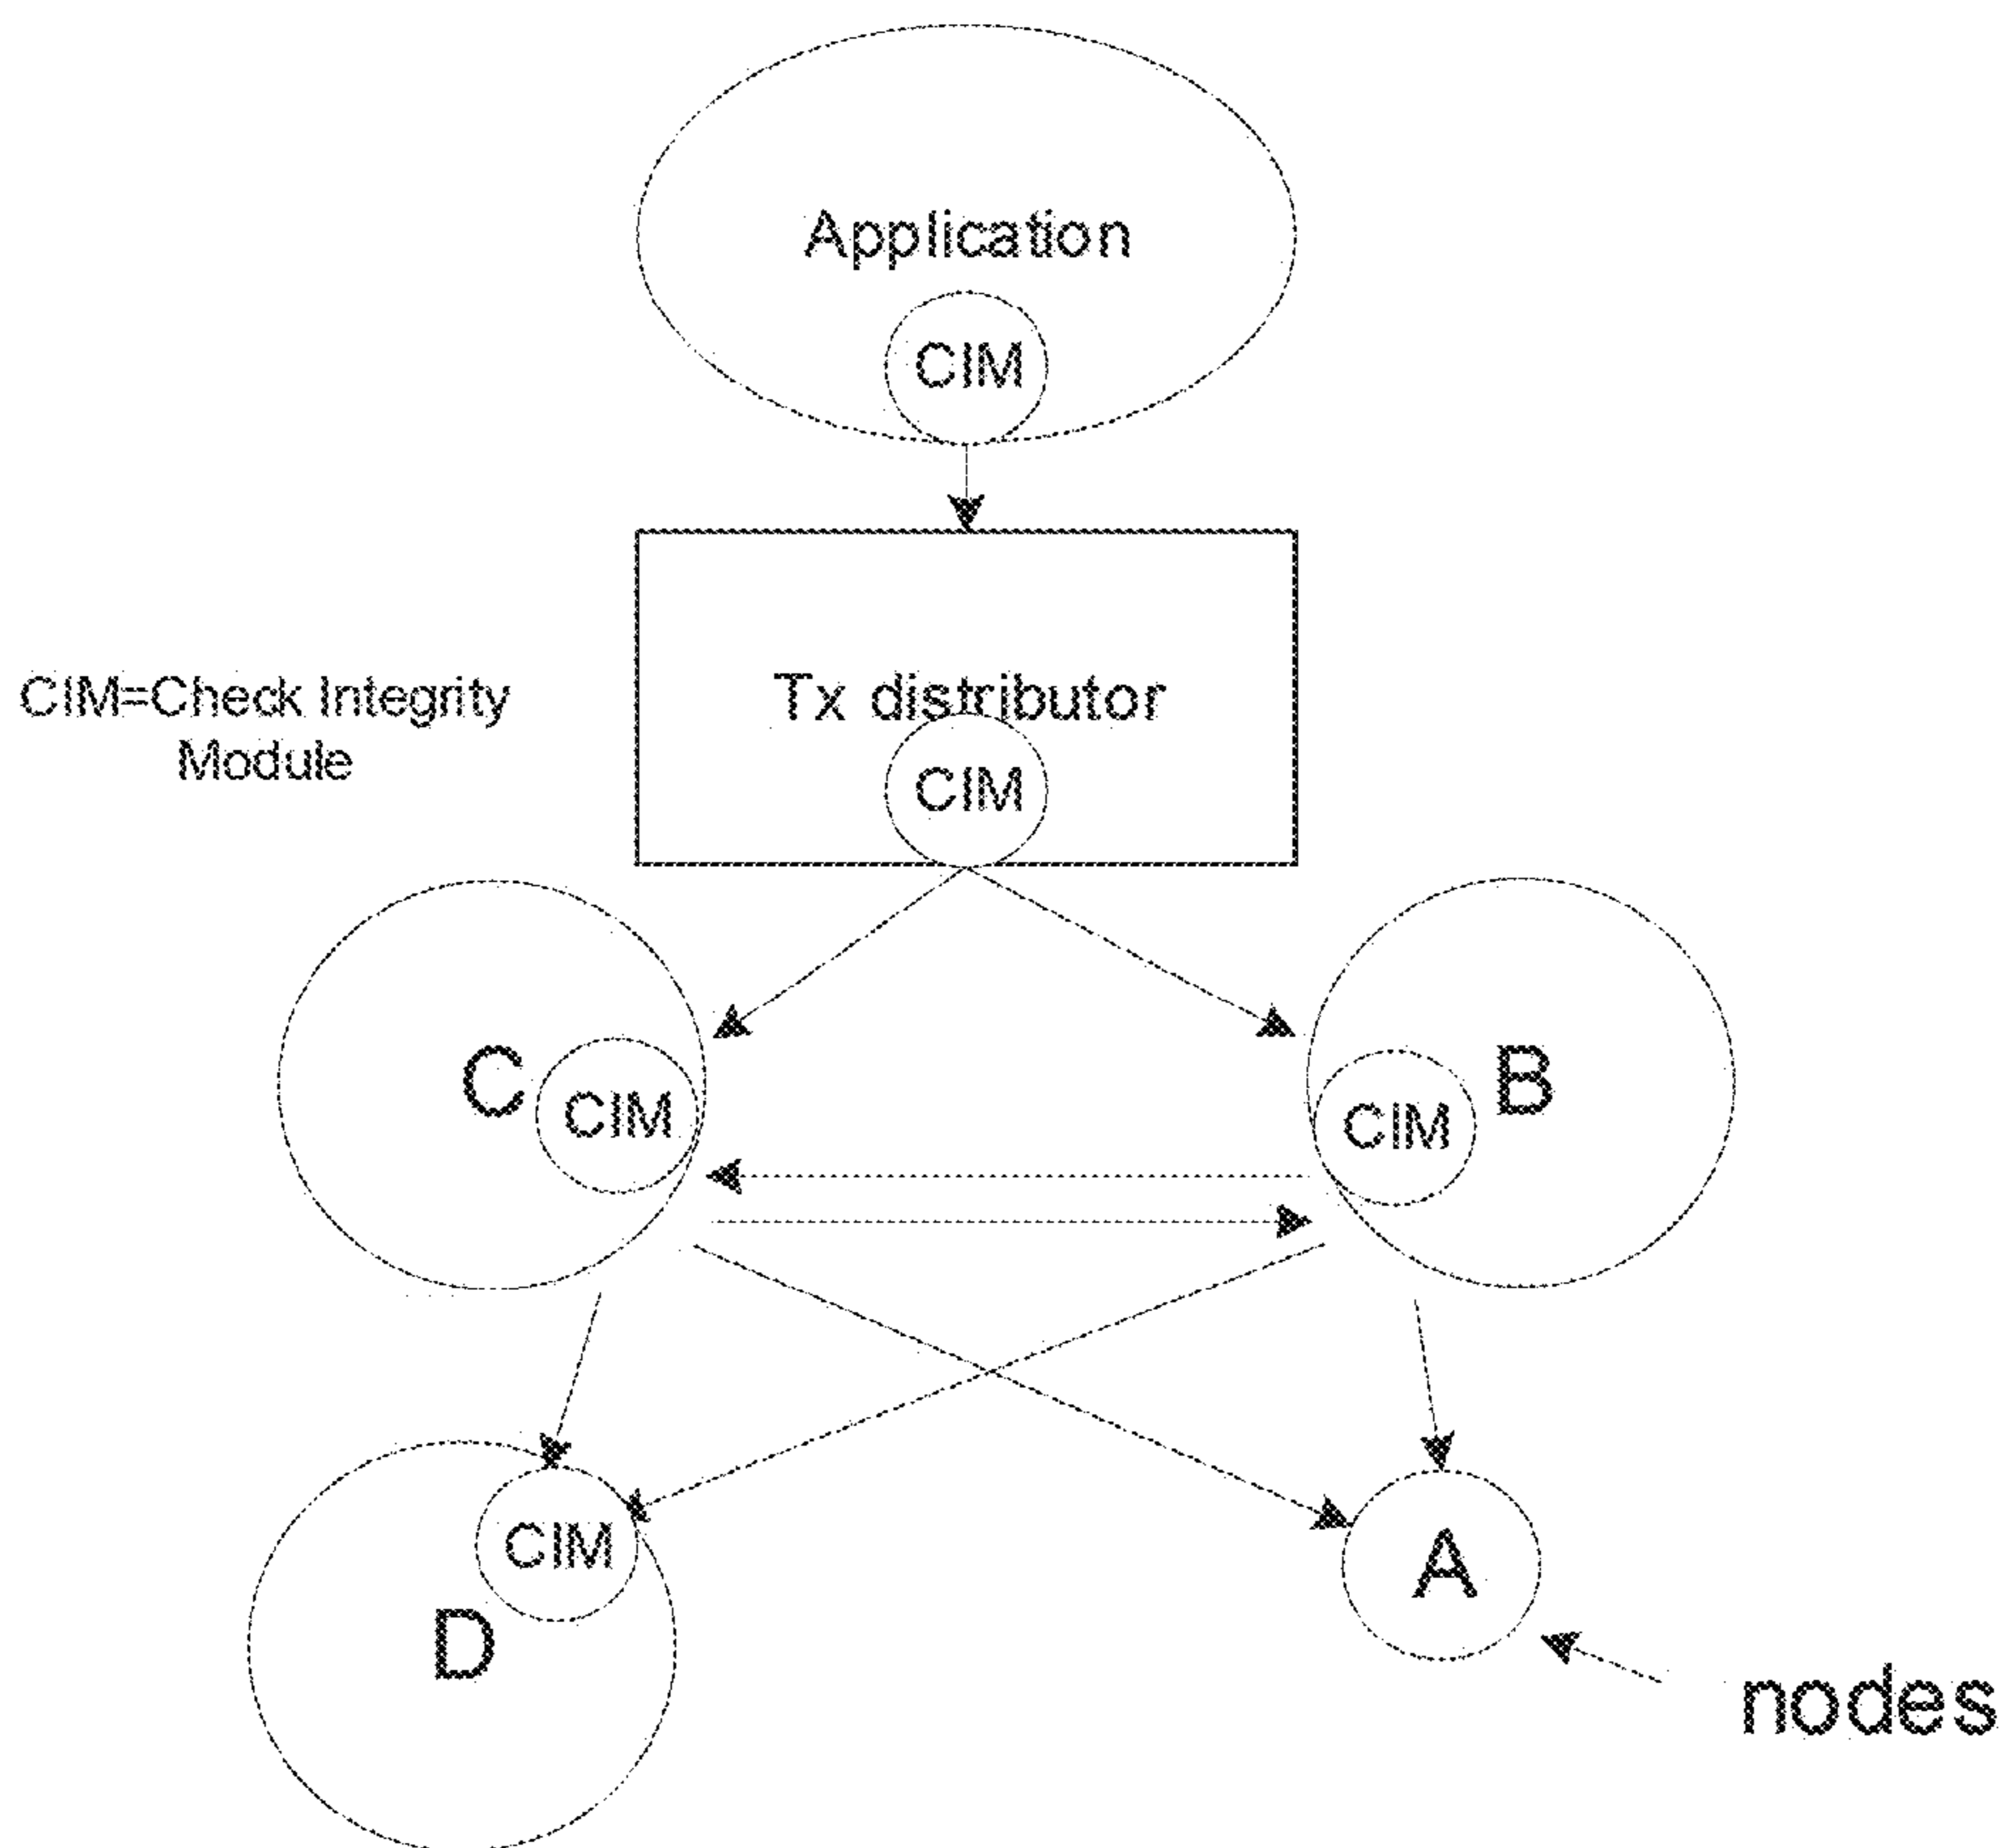 Application
CIM
CIM=Check Integrity
Module
Tx distributor
CIM
C
CIM
CIM
B
CIM
D
A
nodes